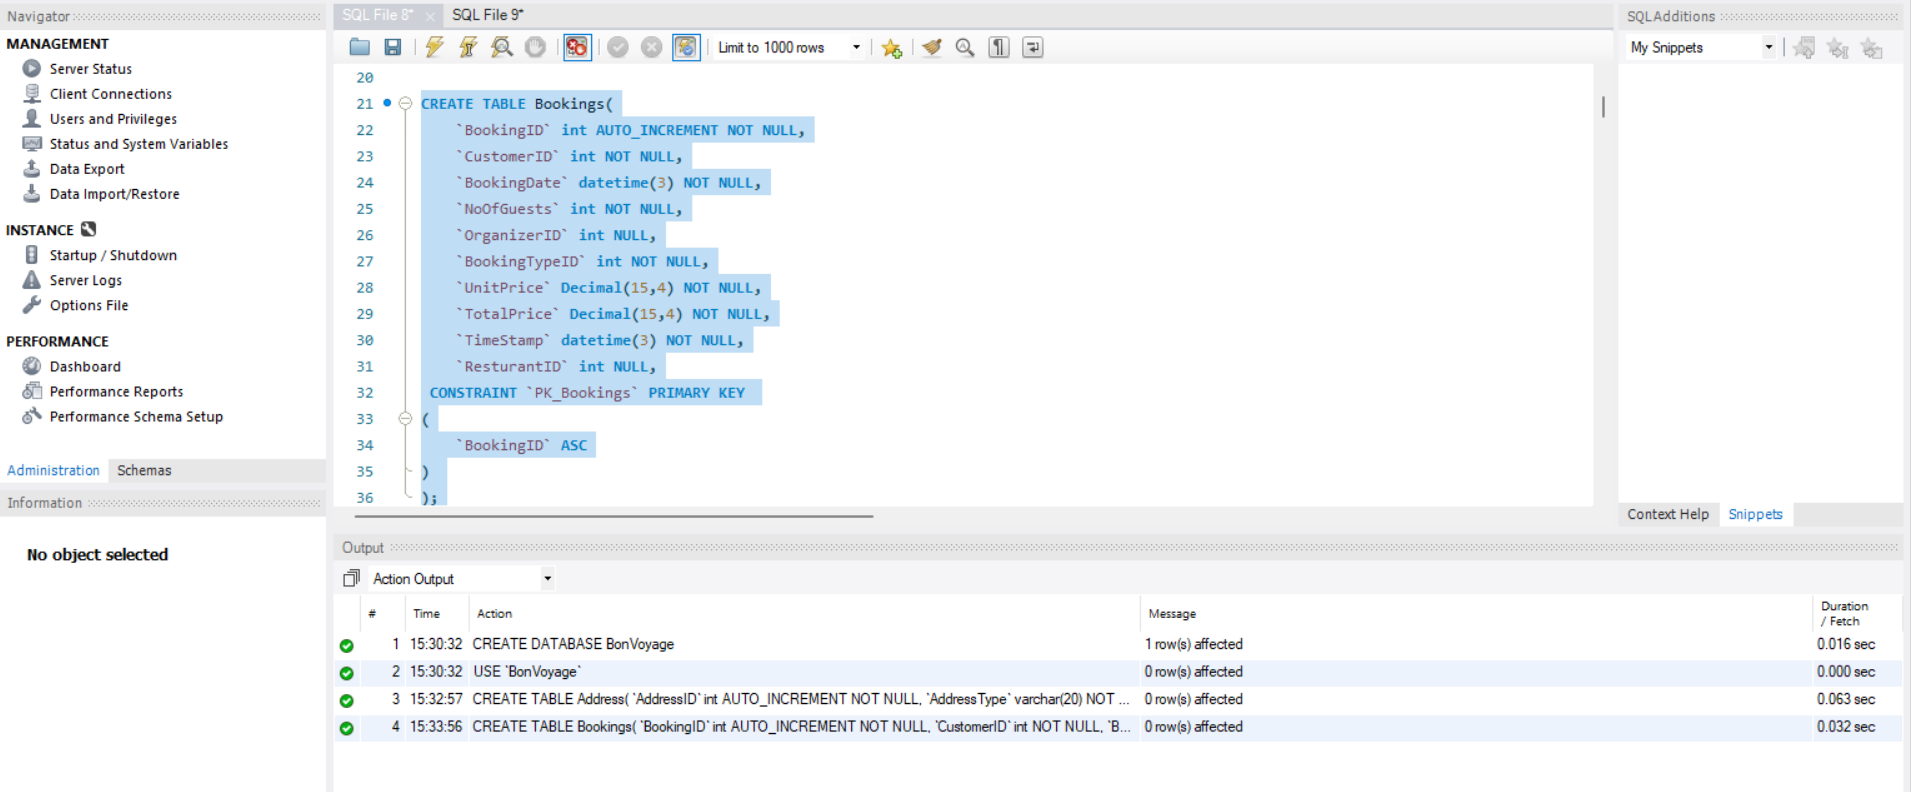 Navigator
MANAGEMENT
Server Status
Client Connections
Users and Privileges
Status and System Variables
Data Export
Data Import/Restore
INSTANCE
Startup / Shutdown
Server Logs
Options File
PERFORMANCE
Dashboard
Performance Reports
Performance Schema Setup
Administration Schemas
Information
No object selected
SQL File 8* SQL File 9*
Limit to 1000 rows
20
21 CREATE TABLE Bookings(
22 `BookingID` int AUTO_INCREMENT NOT NULL,
23 `CustomerID` int NOT NULL,
24 `BookingDate` datetime(3) NOT NULL,
25 `NoOfGuests` int NOT NULL,
26 `OrganizerID` int NULL,
27 `BookingTypeID` int NOT NULL,
28 `UnitPrice` Decimal(15,4) NOT NULL,
29 `TotalPrice` Decimal(15,4) NOT NULL,
30 `TimeStamp` datetime(3) NOT NULL,
31 `ResturantID` int NULL,
32 CONSTRAINT `PK_Bookings` PRIMARY KEY
33 (
34 `BookingID` ASC
35 )
36 );
SQLAdditions
My Snippets
Context Help Snippets
Output
Action Output
# Time Action Message Duration / Fetch
1 15:30:32 CREATE DATABASE BonVoyage 1 row(s) affected 0.016 sec
2 15:30:32 USE `BonVoyage` 0 row(s) affected 0.000 sec
3 15:32:57 CREATE TABLE Address( `AddressID` int AUTO_INCREMENT NOT NULL, `AddressType` varchar(20) NOT ... 0 row(s) affected 0.063 sec
4 15:33:56 CREATE TABLE Bookings( `BookingID` int AUTO_INCREMENT NOT NULL, `CustomerID` int NOT NULL, `B... 0 row(s) affected 0.032 sec